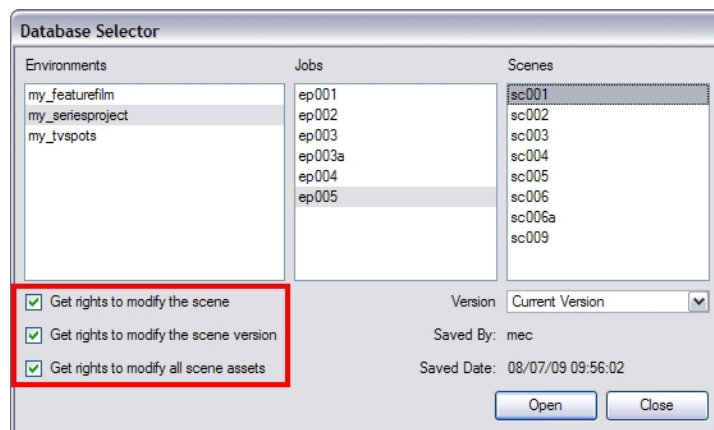 Database Selector
Environments
my_featurefilm
my_seriesproject
my_tvspots
Jobs
ep001
ep002
ep003
ep003a
ep004
ep005
Scenes
sc001
sc002
sc003
sc004
sc005
sc006
sc006a
sc009
Get rights to modify the scene
Get rights to modify the scene version
Get rights to modify all scene assets
Version Current Version
Saved By: mec
Saved Date: 08/07/09 09:56:02
Open Close